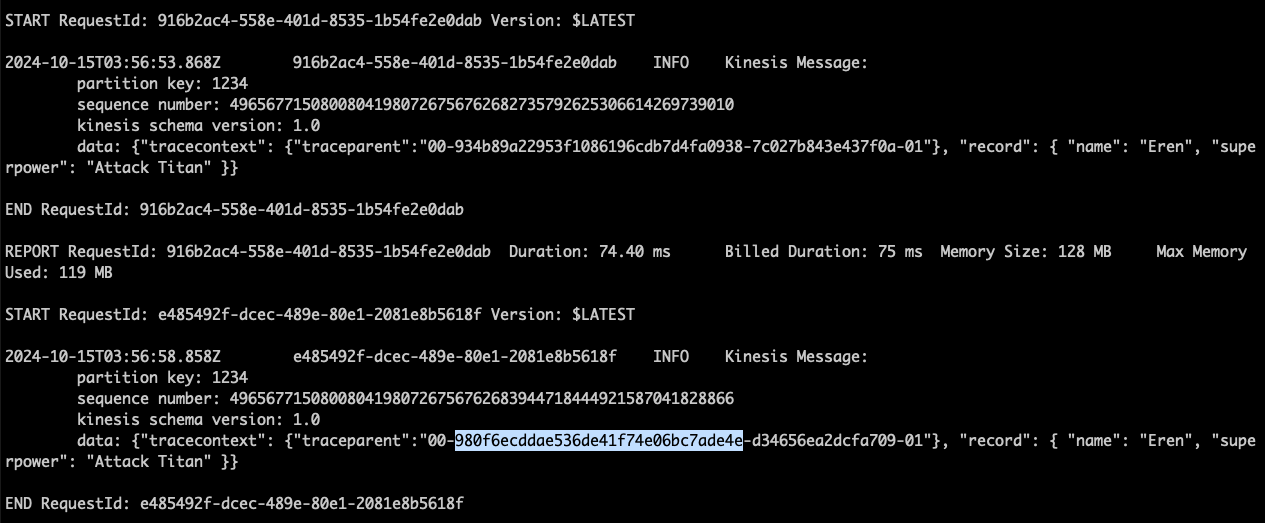 START RequestId: 916b2ac4-558e-401d-8535-1b54fe2e0dab Version: $LATEST
2024-10-15T03:56:53.868Z 916b2ac4-558e-401d-8535-1b54fe2e0dab INFO Kinesis Message:
partition key: 1234
sequence number: 49656771508008041980726756762682735792625306614269739010
kinesis schema version: 1.0
data: {"tracecontext": {"traceparent":"00-934b89a22953f1086196cdb7d4fa0938-7c027b843e437f0a-01"}, "record": { "name": "Eren", "supe
rpower": "Attack Titan" }}
END RequestId: 916b2ac4-558e-401d-8535-1b54fe2e0dab
REPORT RequestId: 916b2ac4-558e-401d-8535-1b54fe2e0dab Duration: 74.40 ms Billed Duration: 75 ms Memory Size: 128 MB Max Memory
Used: 119 MB
START RequestId: e485492f-dcec-489e-80e1-2081e8b5618f Version: $LATEST
2024-10-15T03:56:58.858Z e485492f-dcec-489e-80e1-2081e8b5618f INFO Kinesis Message:
partition key: 1234
sequence number: 49656771508008041980726756762683944718444921587041828866
kinesis schema version: 1.0
data: {"tracecontext": {"traceparent":"00-980f6ecddae536de41f74e06bc7ade4e-d34656ea2dcfa709-01"}, "record": { "name": "Eren", "supe
rpower": "Attack Titan" }}
END RequestId: e485492f-dcec-489e-80e1-2081e8b5618f